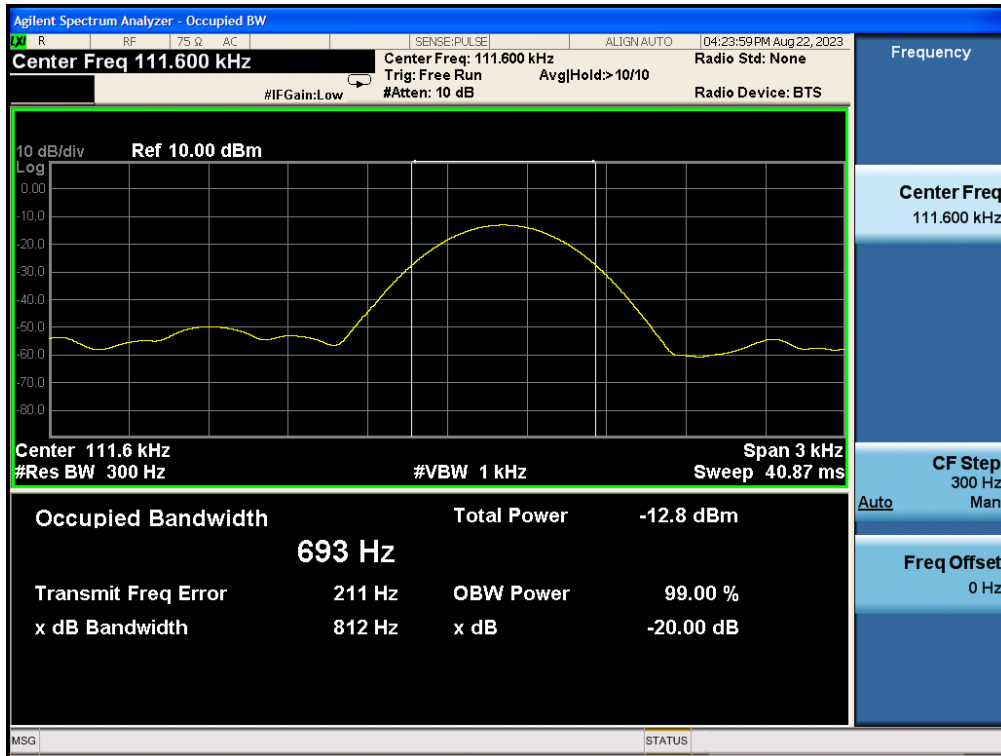 Agilent Spectrum Analyzer - Occupied BW
LXI R RF 75 Ω AC SENSE:PULSE ALIGN AUTO 04:23:59 PM Aug 22, 2023
Center Freq 111.600 kHz
Center Freq: 111.600 kHz Radio Std: None
Trig: Free Run Avg|Hold:> 10/10
#IFGain:Low #Atten: 10 dB Radio Device: BTS
10 dB/div Ref 10.00 dBm
Log
0.00
-10.0
-20.0
-30.0
-40.0
-50.0
-60.0
-70.0
-80.0
Center 111.6 kHz Span 3 kHz
#Res BW 300 Hz #VBW 1 kHz Sweep 40.87 ms
Occupied Bandwidth Total Power -12.8 dBm
693 Hz
Transmit Freq Error 211 Hz OBW Power 99.00 %
x dB Bandwidth 812 Hz x dB -20.00 dB
Frequency
Center Freq
111.600 kHz
CF Step
300 Hz
Auto Man
Freq Offset
0 Hz
MSG STATUS